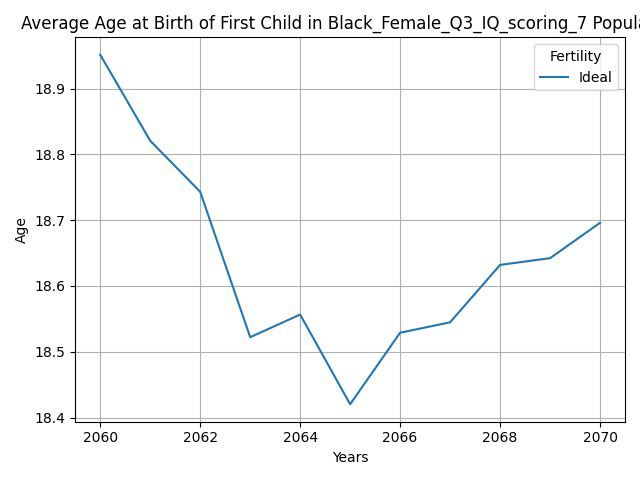 Average Age at Birth of First Child in Black_Female_Q3_IQ_scoring_7 Popula
Fertility
Ideal
18.9
18.8
18.7
18.6
18.5
18.4
Age
2060
2062
2064
2066
2068
2070
Years